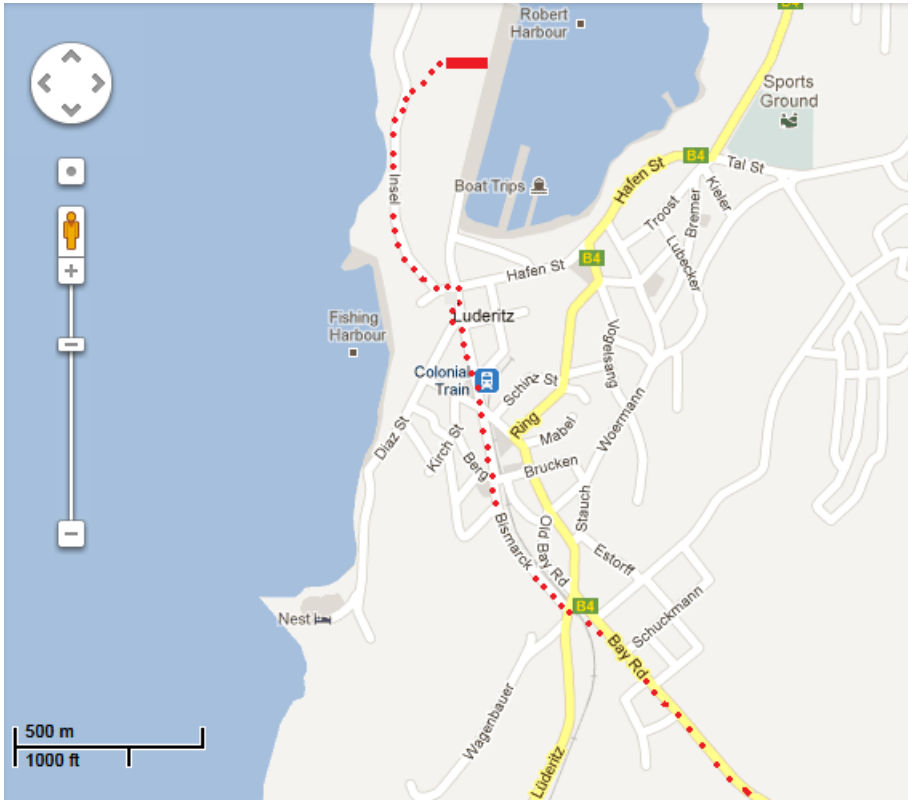 B4
Robert
Harbour
Sports
Ground
B4
Tal St
Hafen St
Kieler
Insel
Boat Trips
Troost
Bremer
Lubecker
B4
Hafen St
+
Luderitz
Fishing
Harbour
−
Vogelsang
Colonial
Train
Schinz St
Ring
Mabel
Woermann
Diaz St
Kirch St
Berg
Brucken
Stauch
Bismarck
Old Bay Rd
−
Estorff
B4
Schuckmann
Nest
Bay Rd
Wagenbauer
500 m
1000 ft
Lüderitz